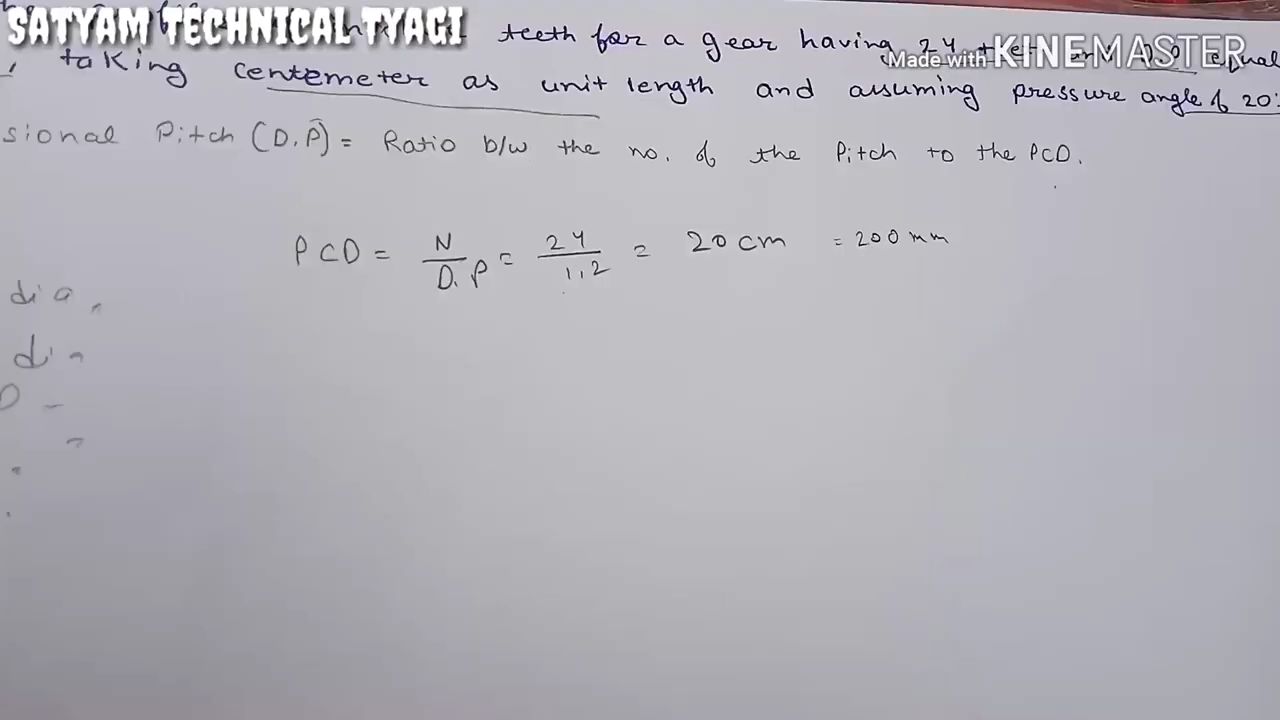 SATYAM TECHNICAL TYAGI
teeth for a gear having 24 equal
Made with KINEMASTER
taking centemeter as unit length and assuming pressure angle of 20:
sional Pitch (D.P) = Ratio b/w the no. of the Pitch to the PCD.
PCD = N/D.P = 24/1.2 = 20 cm = 200 mm
dia
dia